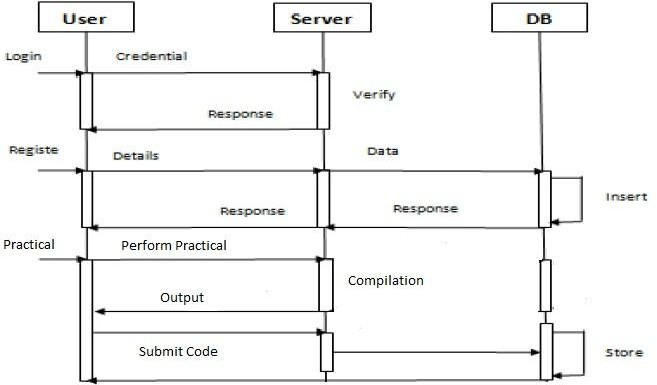 User Server DB
Login Credential
Verify
Response
Registe Details Data
Insert
Response Response
Practical Perform Practical
Compilation
Output
Submit Code Store